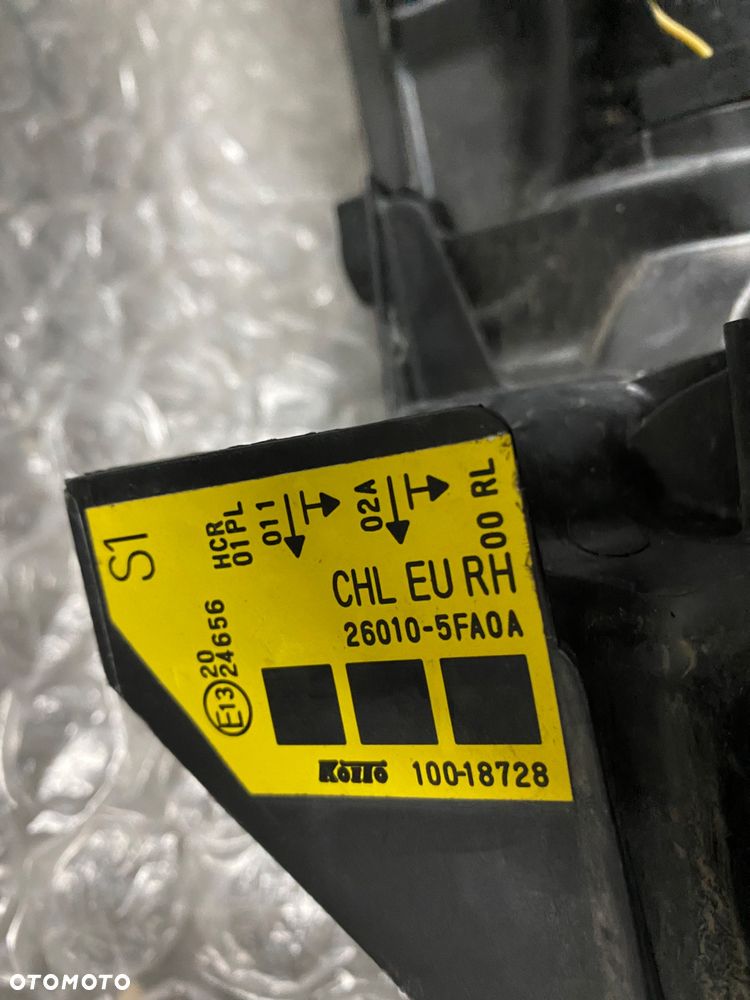 S1
HCR
01 PL
011
02A
00 RL
CHL EU RH
26010-5FA0A
E13
20
24656
KOITO
100-18728
OTOMOTO